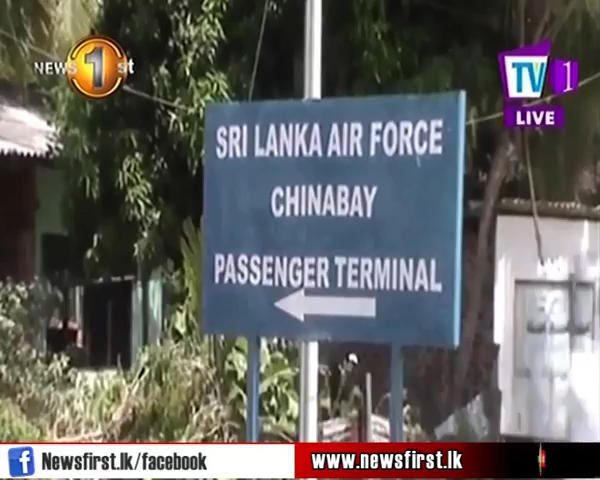 NEWS 1st
TV 1
LIVE
SRI LANKA AIR FORCE
CHINABAY
PASSENGER TERMINAL
f Newsfirst.lk/facebook
www.newsfirst.lk